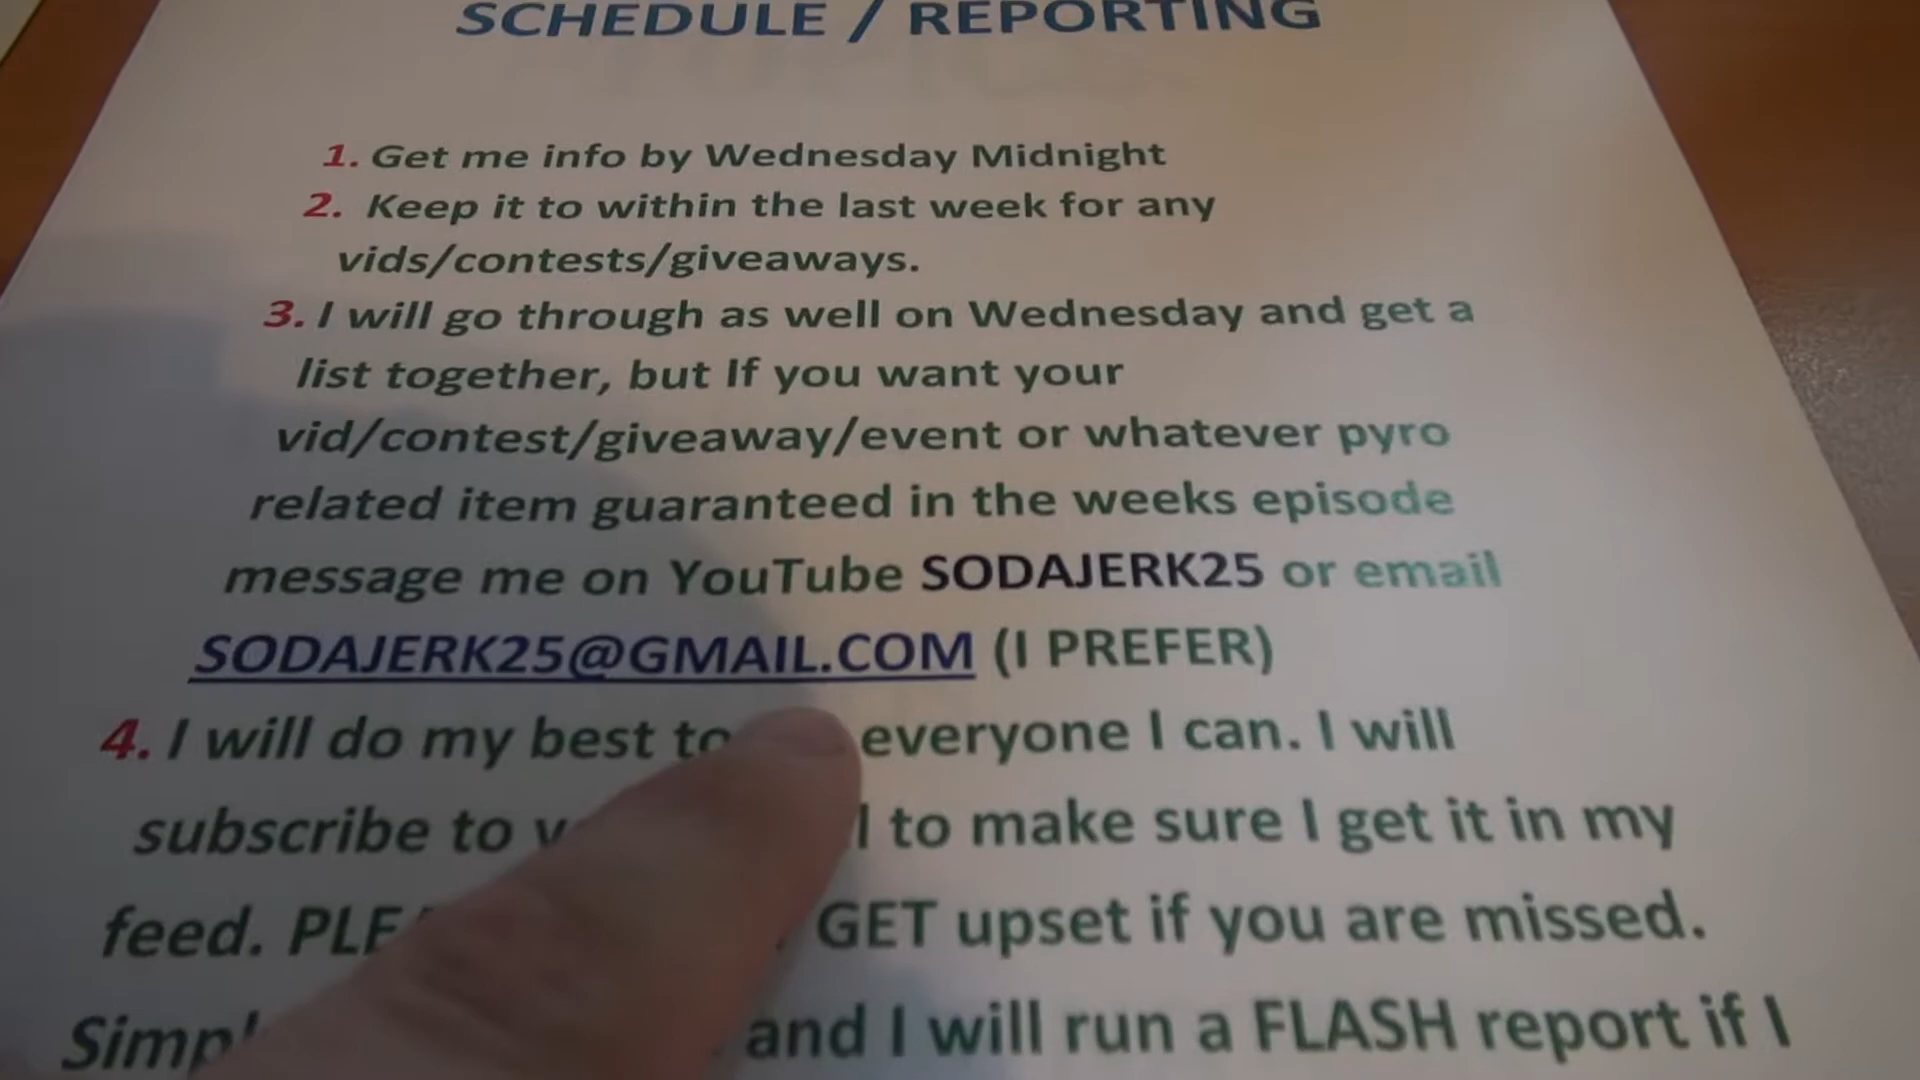 SCHEDULE / REPORTING
1. Get me info by Wednesday Midnight
2. Keep it to within the last week for any
vids/contests/giveaways.
3. I will go through as well on Wednesday and get a
list together, but If you want your
vid/contest/giveaway/event or whatever pyro
related item guaranteed in the weeks episode
message me on YouTube SODAJERK25 or email
SODAJERK25@GMAIL.COM (I PREFER)
4. I will do my best to everyone I can. I will
subscribe to to make sure I get it in my
feed. GET upset if you are missed.
and I will run a FLASH report if I